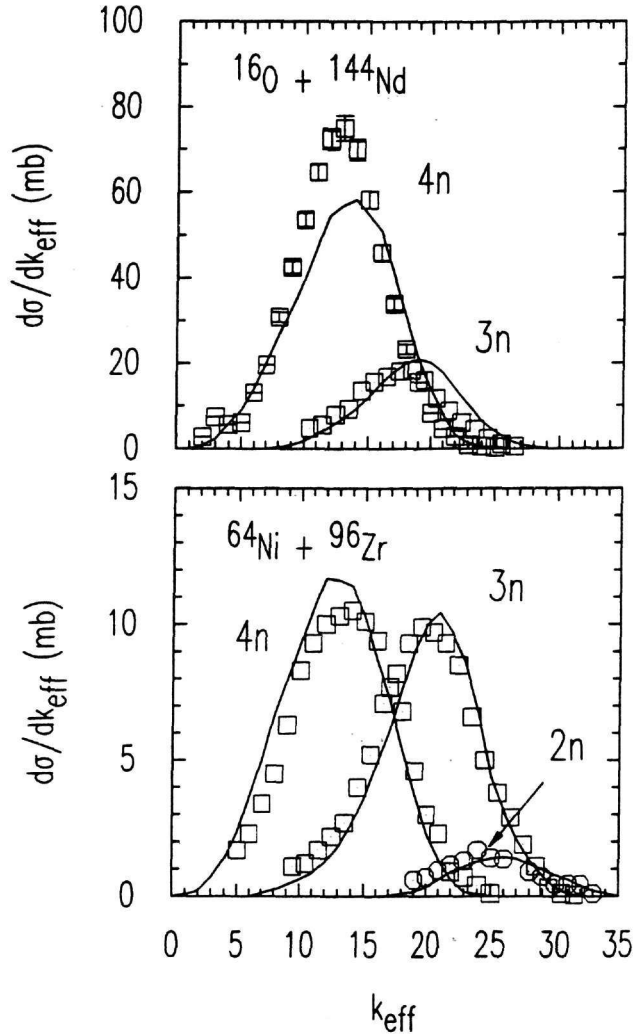 100
80
60
40
20
0
dσ/dk_eff (mb)
¹⁶O + ¹⁴⁴Nd
4n
3n
15
10
5
0
dσ/dk_eff (mb)
⁶⁴Ni + ⁹⁶Zr
4n
3n
2n
0 5 10 15 20 25 30 35
k_eff